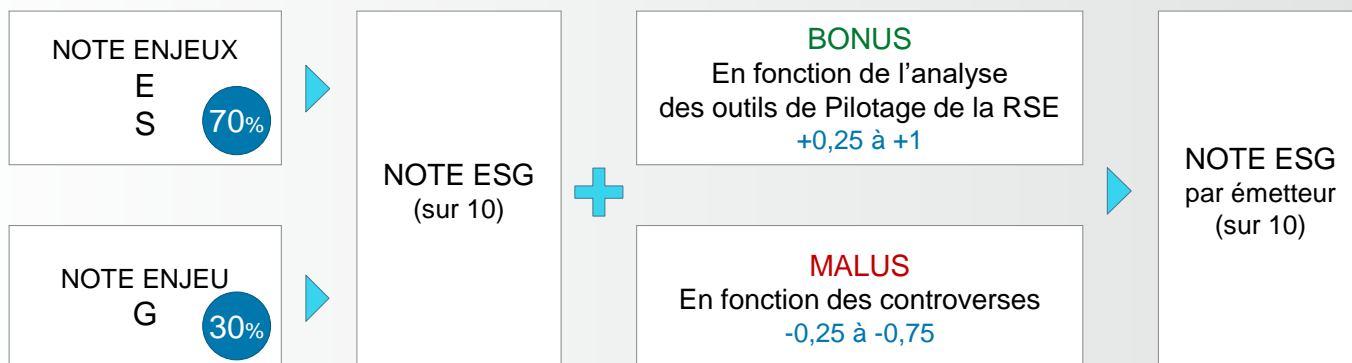 NOTE ENJEUX
E
S
70%
NOTE ENJEU
G
30%
NOTE ESG
(sur 10)
BONUS
En fonction de l’analyse
des outils de Pilotage de la RSE
+0,25 à +1
MALUS
En fonction des controverses
-0,25 à -0,75
NOTE ESG
par émetteur
(sur 10)